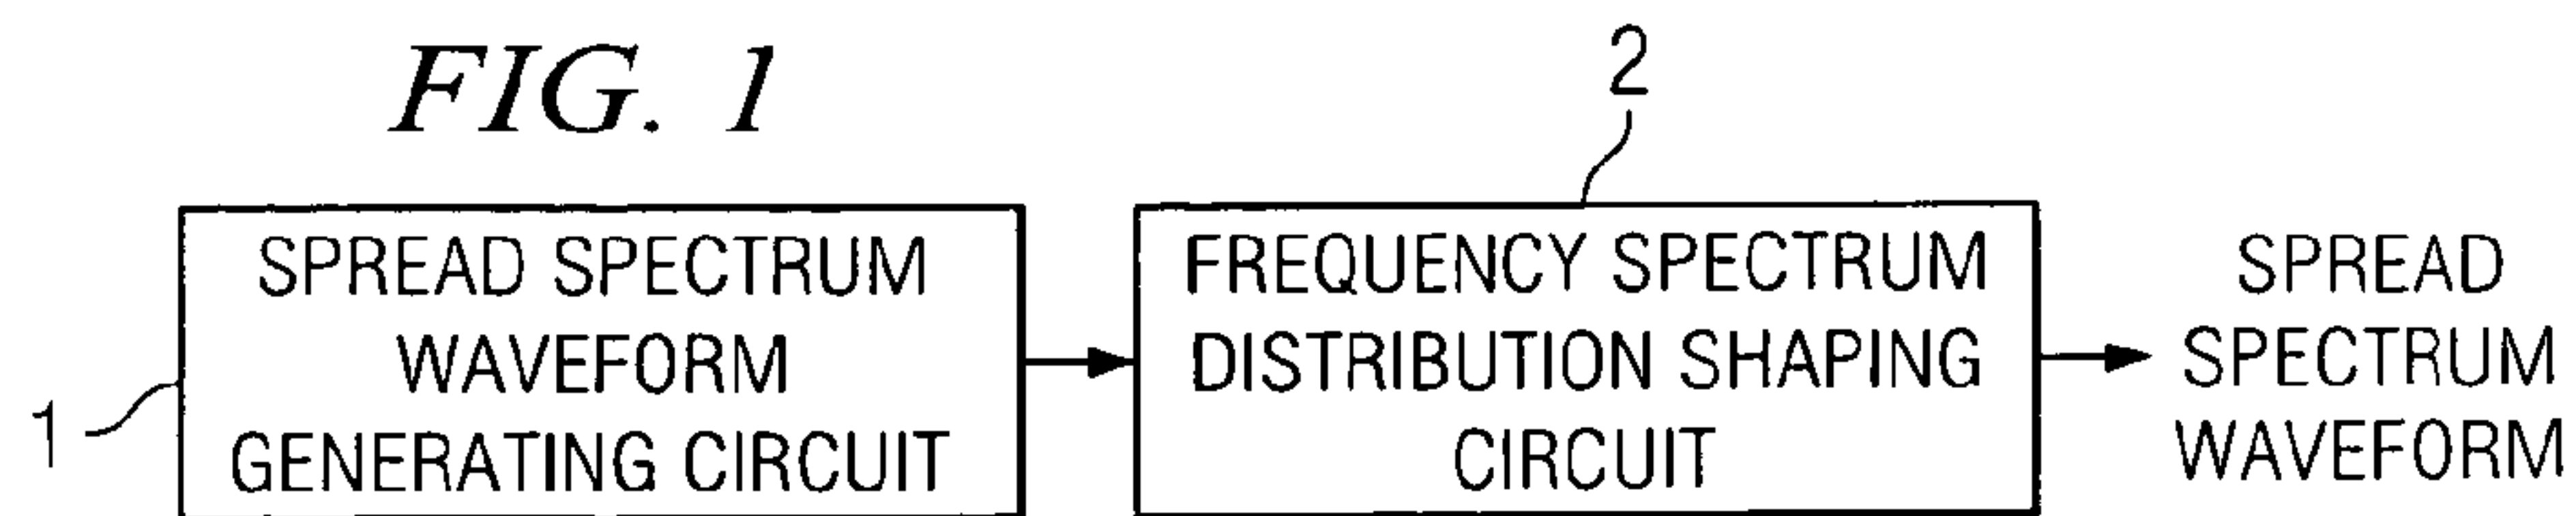 FIG. 1
2
1
SPREAD SPECTRUM
WAVEFORM
GENERATING CIRCUIT
FREQUENCY SPECTRUM
DISTRIBUTION SHAPING
CIRCUIT
SPREAD
SPECTRUM
WAVEFORM